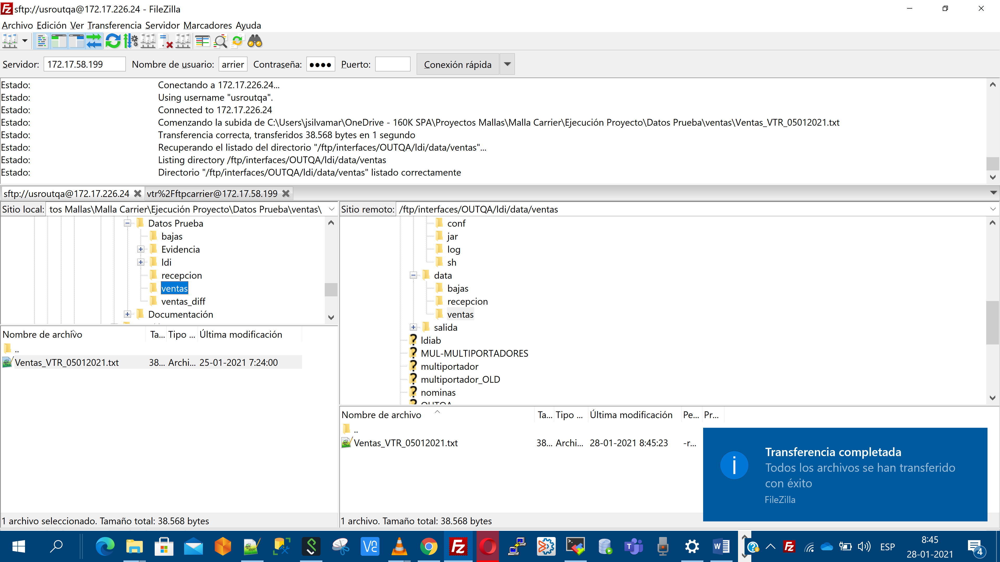 sftp://usroutqa@172.17.226.24 - FileZilla
Archivo Edición Ver Transferencia Servidor Marcadores Ayuda
Servidor: 172.17.58.199 Nombre de usuario: arrier Contraseña: ●●●● Puerto: Conexión rápida
Estado: Conectando a 172.17.226.24...
Estado: Using username "usroutqa".
Estado: Connected to 172.17.226.24
Estado: Comenzando la subida de C:\Users\jsilvamar\OneDrive - 160K SPA\Proyectos Mallas\Malla Carrier\Ejecución Proyecto\Datos Prueba\ventas\Ventas_VTR_05012021.txt
Estado: Transferencia correcta, transferidos 38.568 bytes en 1 segundo
Estado: Recuperando el listado del directorio "/ftp/interfaces/OUTQA/ldi/data/ventas"...
Estado: Listing directory /ftp/interfaces/OUTQA/ldi/data/ventas
Estado: Directorio "/ftp/interfaces/OUTQA/ldi/data/ventas" listado correctamente
sftp://usroutqa@172.17.226.24 vtr%2Fftpcarrier@172.17.58.199
Sitio local: tos Mallas\Malla Carrier\Ejecución Proyecto\Datos Prueba\ventas\
Datos Prueba
bajas
Evidencia
ldi
recepcion
ventas
ventas_diff
Documentación
Nombre de archivo Ta... Tipo ... Última modificación
..
Ventas_VTR_05012021.txt 38... Archi... 25-01-2021 7:24:00
1 archivo seleccionado. Tamaño total: 38.568 bytes
Sitio remoto: /ftp/interfaces/OUTQA/ldi/data/ventas
conf
jar
log
sh
data
bajas
recepcion
ventas
salida
ldiab
MUL-MULTIPORTADORES
multiportador
multiportador_OLD
nominas
OUTQA
Nombre de archivo Ta... Tipo ... Última modificación Pe... Pr...
..
Ventas_VTR_05012021.txt 38... Archi... 28-01-2021 8:45:23 -r...
1 archivo. Tamaño total: 38.568 bytes
Transferencia completada
Todos los archivos se han transferido
con éxito
FileZilla
ESP
8:45
28-01-2021
4